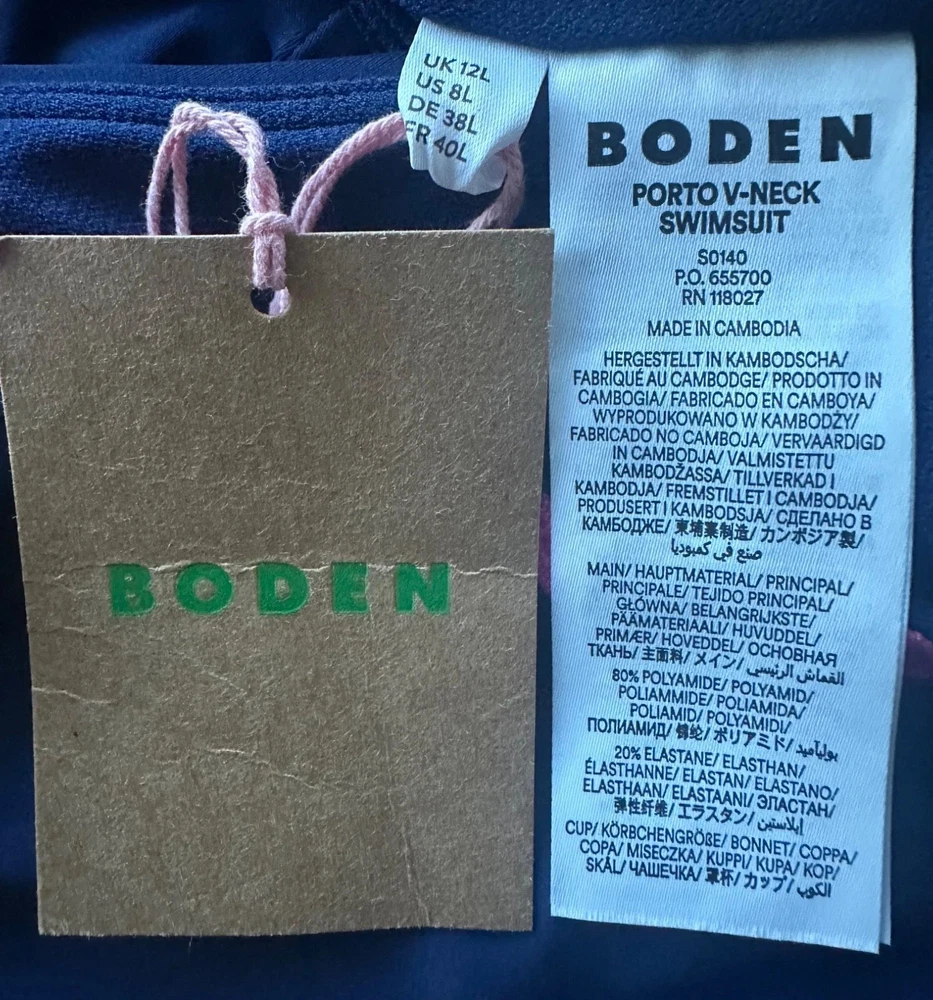 UK 12L
US 8L
DE 38L
FR 40L
BODEN
BODEN
PORTO V-NECK
SWIMSUIT
S0140
P.O. 655700
RN 118027
MADE IN CAMBODIA
HERGESTELLT IN KAMBODSCHA/
FABRIQUÉ AU CAMBODGE/ PRODOTTO IN
CAMBOGIA/ FABRICADO EN CAMBOYA/
WYPRODUKOWANO W KAMBODŻY/
FABRICADO NO CAMBOJA/ VERVAARDIGD
IN CAMBODJA/ VALMISTETTU
KAMBODŽASSA/ TILLVERKAD I
KAMBODJA/ FREMSTILLET I CAMBODJA/
PRODUSERT I KAMBODSJA/ СДЕЛАНО В
КАМБОДЖЕ/ 柬埔寨制造/ カンボジア製/
صنع في كمبوديا
MAIN/ HAUPTMATERIAL/ PRINCIPAL/
PRINCIPALE/ TEJIDO PRINCIPAL/
GŁÓWNA/ BELANGRIJKSTE/
PÄÄMATERIAALI/ HUVUDDEL/
PRIMÆR/ HOVEDDEL/ ОСНОВНАЯ
ТКАНЬ/ 主面料/ メイン/ القماش الرئيسي/
80% POLYAMIDE/ POLYAMID/
POLIAMMIDE/ POLIAMIDA/
POLIAMID/ POLYAMIDI/
ПОЛИАМИД/ 锦纶/ ポリアミド/ بولياميد
20% ELASTANE/ ELASTHAN/
ÉLASTHANNE/ ELASTAN/ ELASTANO/
ELASTHAAN/ ELASTAANI/ ЭЛАСТАН/
弹性纤维/ エラスタン/ إيلاستين
CUP/ KÖRBCHENGRÖßE/ BONNET/ COPPA/
COPA/ MISECZKA/ KUPPI/ KUPA/ KOP/
SKÅL/ ЧАШЕЧКА/ 罩杯/ カップ/ الكوب